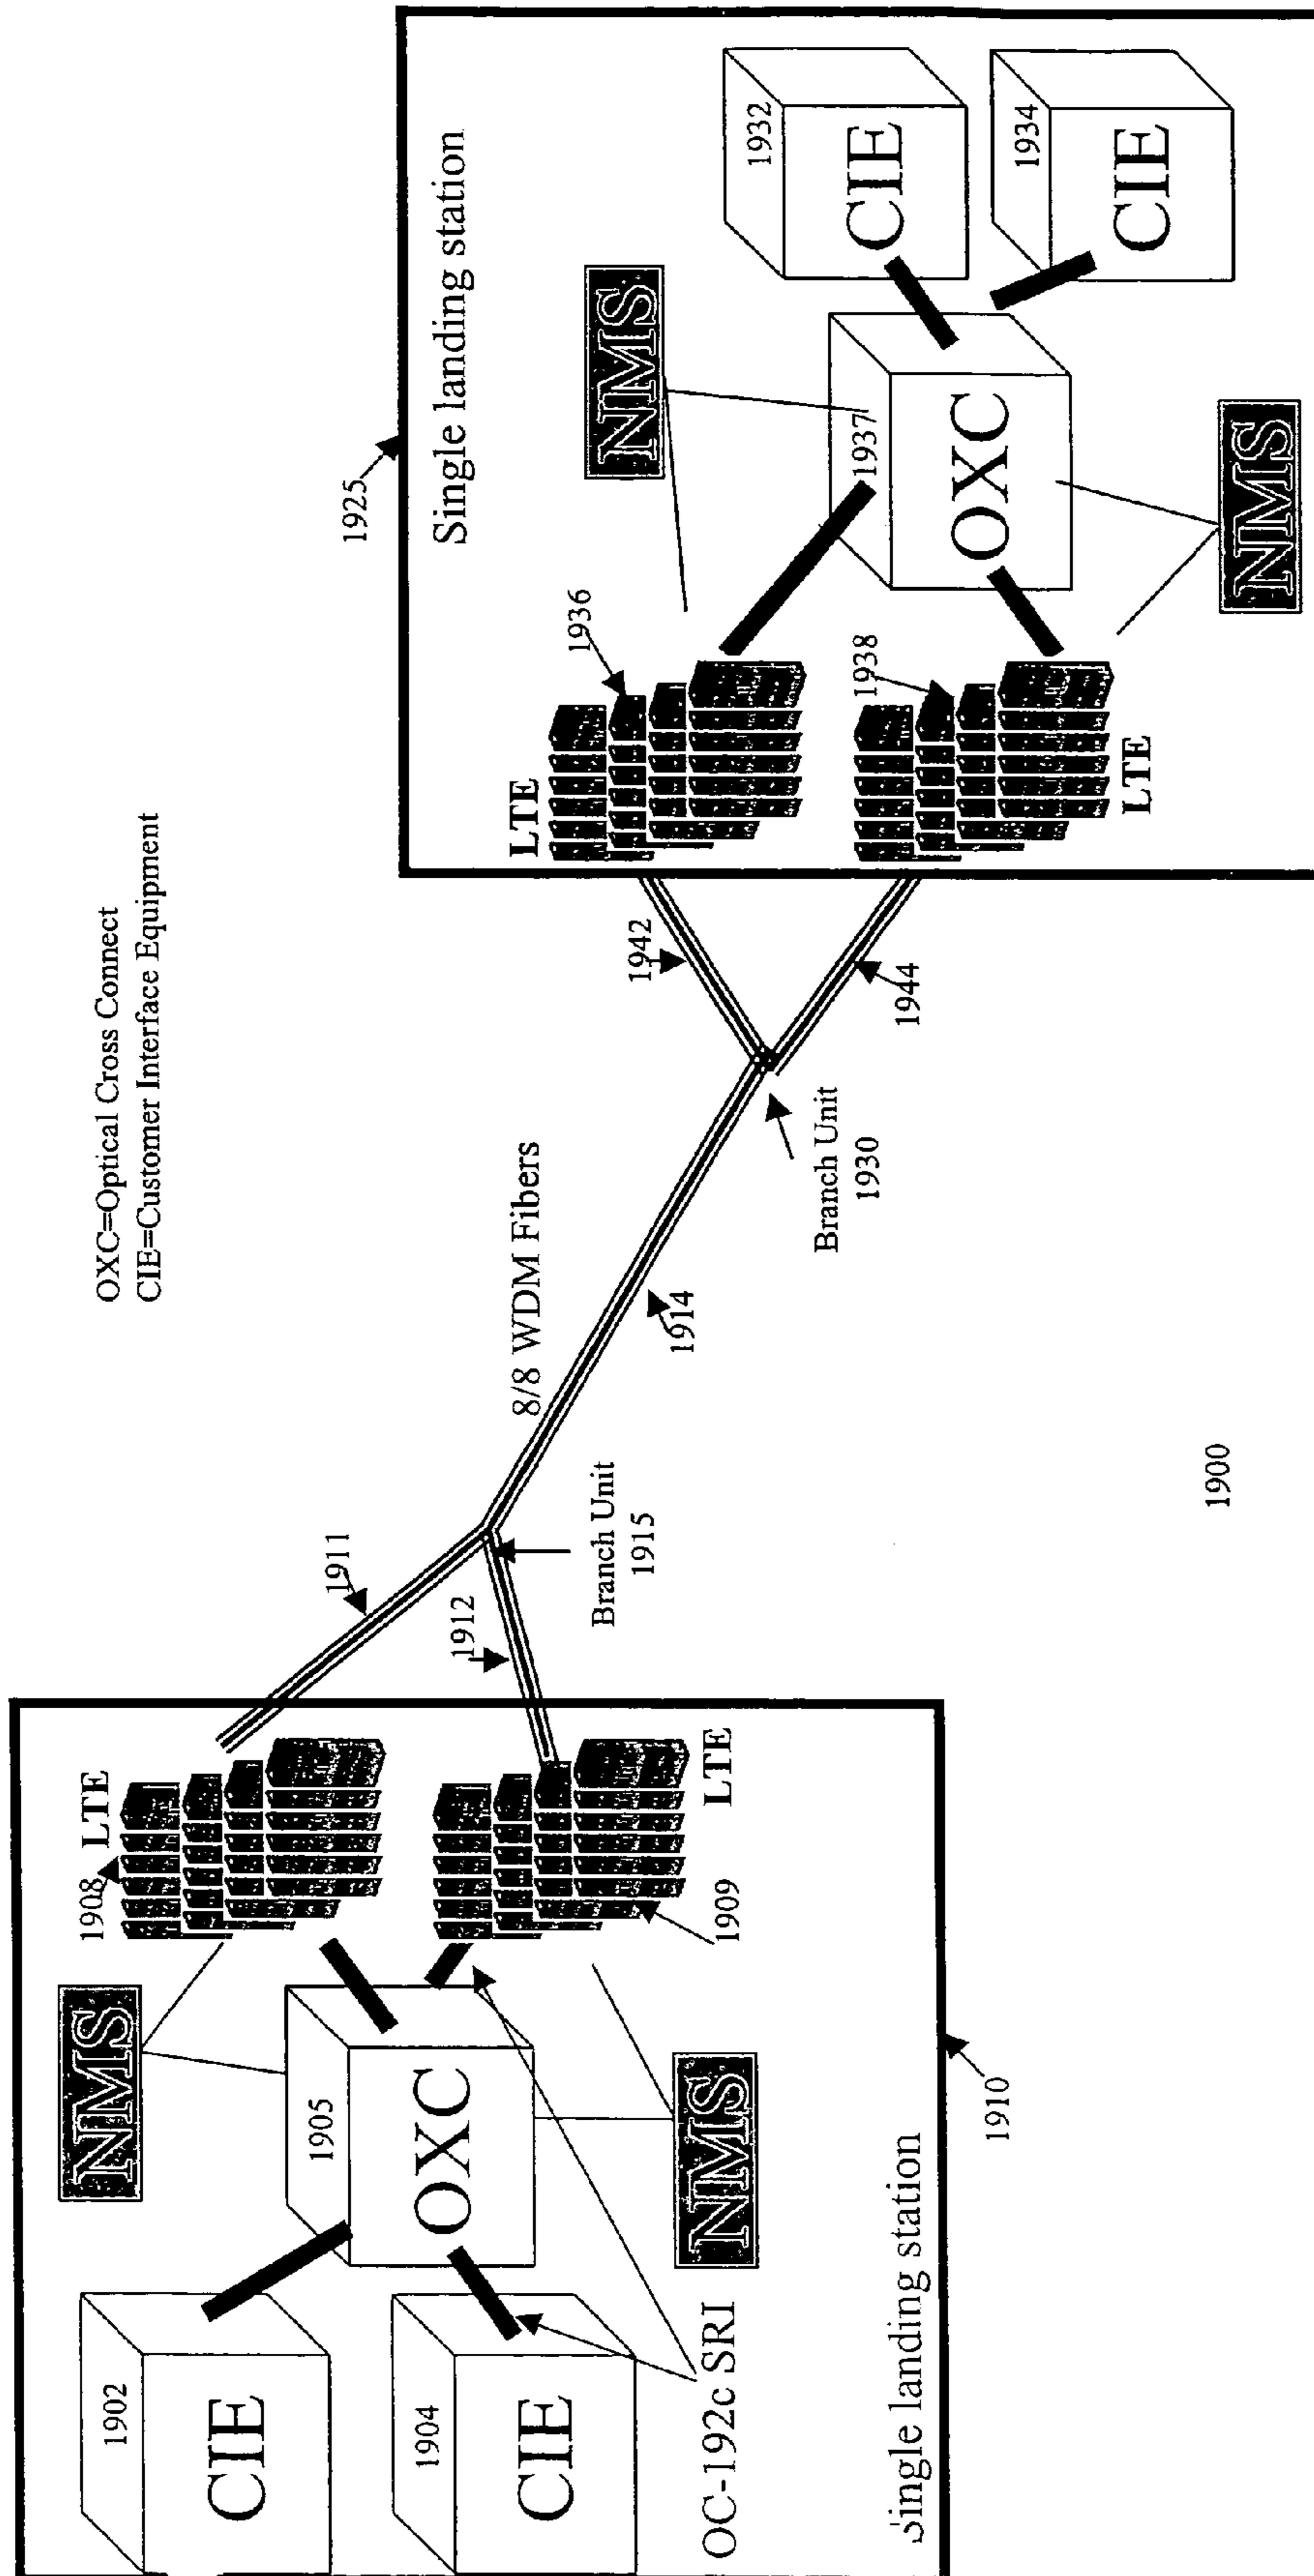 OXC=Optical Cross Connect
CIE=Customer Interface Equipment
1902
CIE
1904
CIE
OC-192c SRI
Single landing station
1910
NMS
1905
OXC
NMS
1908
LTE
1909
LTE
1911
1912
Branch Unit
1915
8/8 WDM Fibers
1914
Branch Unit
1930
1942
1944
1925
Single landing station
LTE
1936
1938
LTE
NMS
1937
OXC
NMS
1932
CIE
1934
CIE
1900